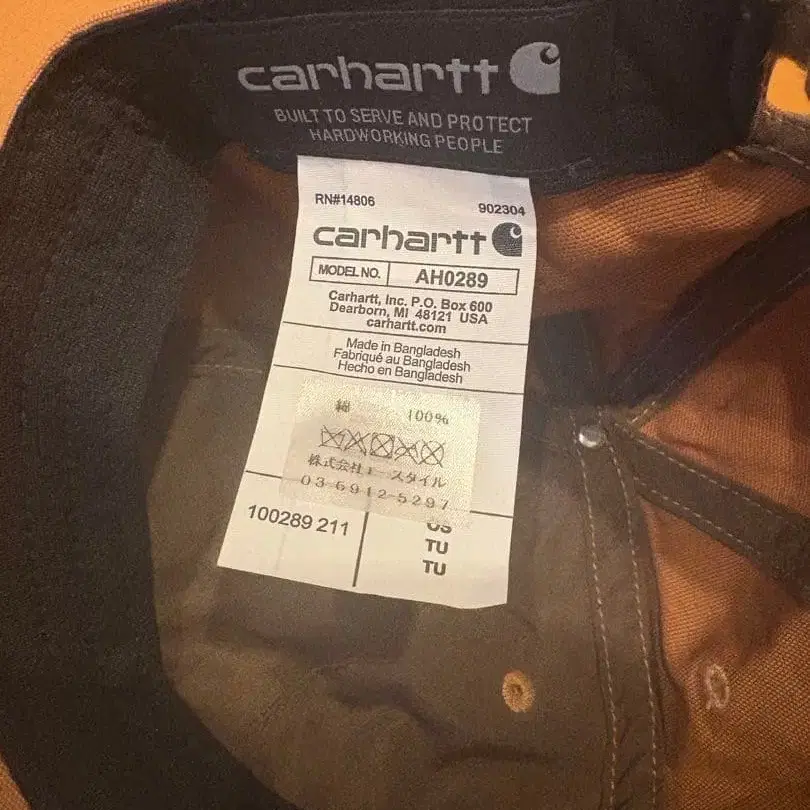 carhartt
BUILT TO SERVE AND PROTECT
HARDWORKING PEOPLE
RN#14806 902304
carhartt
MODEL NO. AH0289
Carhartt, Inc. P.O. Box 600
Dearborn, MI 48121 USA
carhartt.com
Made in Bangladesh
Fabriqué au Bangladesh
Hecho en Bangladesh
綿 100%
株式会社エースタイル
03-6912-5297
100289 211
US
TU
TU